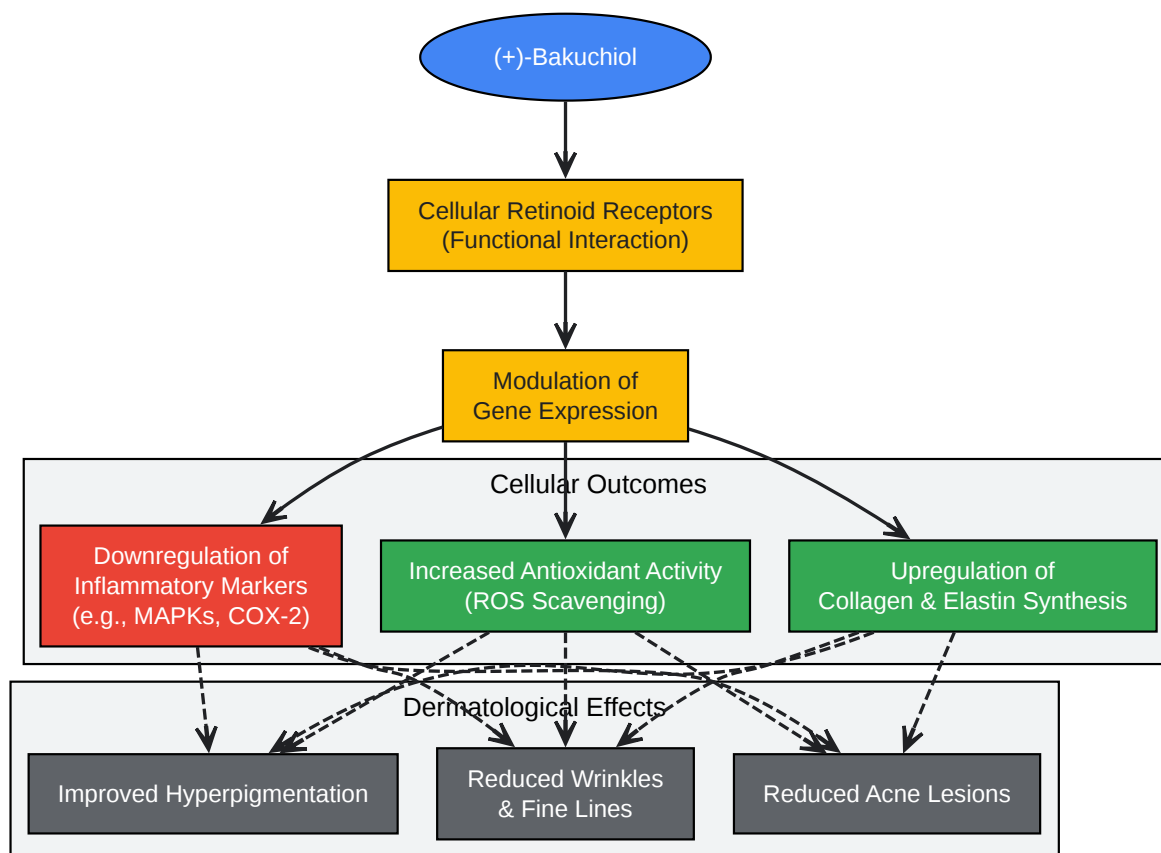 (+)-Bakuchiol
Cellular Retinoid Receptors
(Functional Interaction)
Modulation of
Gene Expression
Cellular Outcomes
Downregulation of
Inflammatory Markers
(e.g., MAPKs, COX-2)
Increased Antioxidant Activity
(ROS Scavenging)
Upregulation of
Collagen & Elastin Synthesis
Dermatological Effects
Improved Hyperpigmentation
Reduced Wrinkles
& Fine Lines
Reduced Acne Lesions